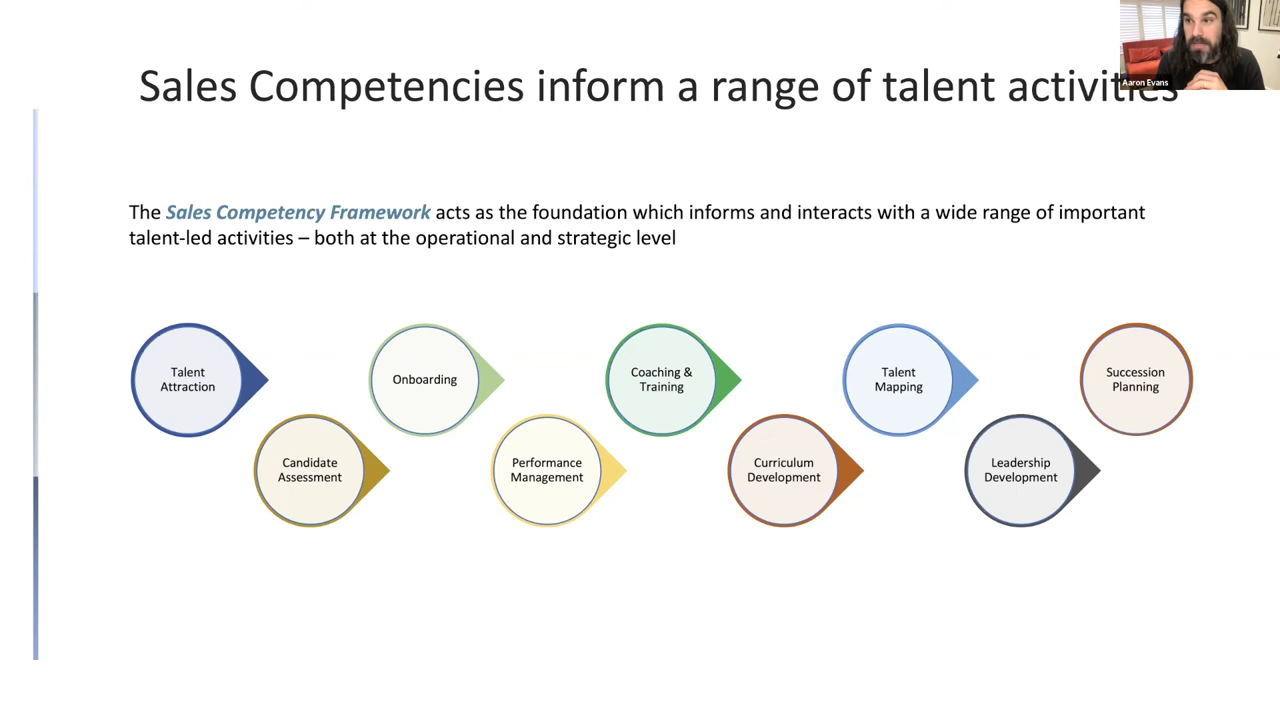 Sales Competencies inform a range of talent activities
Aaron Evans
The Sales Competency Framework acts as the foundation which informs and interacts with a wide range of important
talent-led activities – both at the operational and strategic level
Talent
Attraction
Candidate
Assessment
Onboarding
Performance
Management
Coaching &
Training
Curriculum
Development
Talent
Mapping
Leadership
Development
Succession
Planning